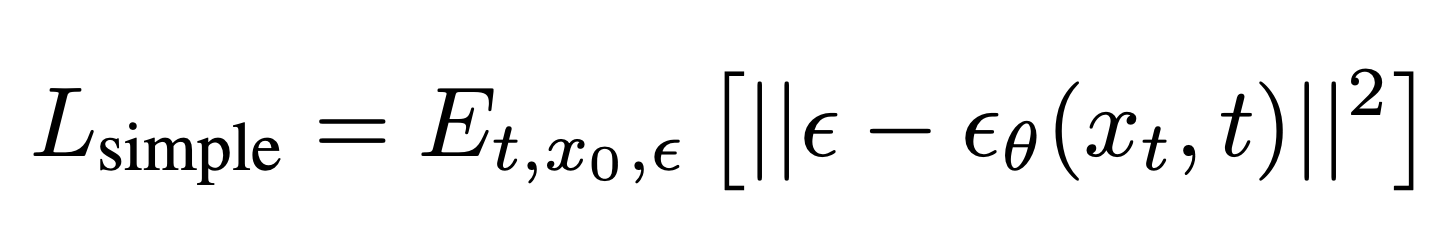 L_simple = E_{t,x_0,ϵ} [||ϵ − ϵ_θ(x_t, t)||^2]